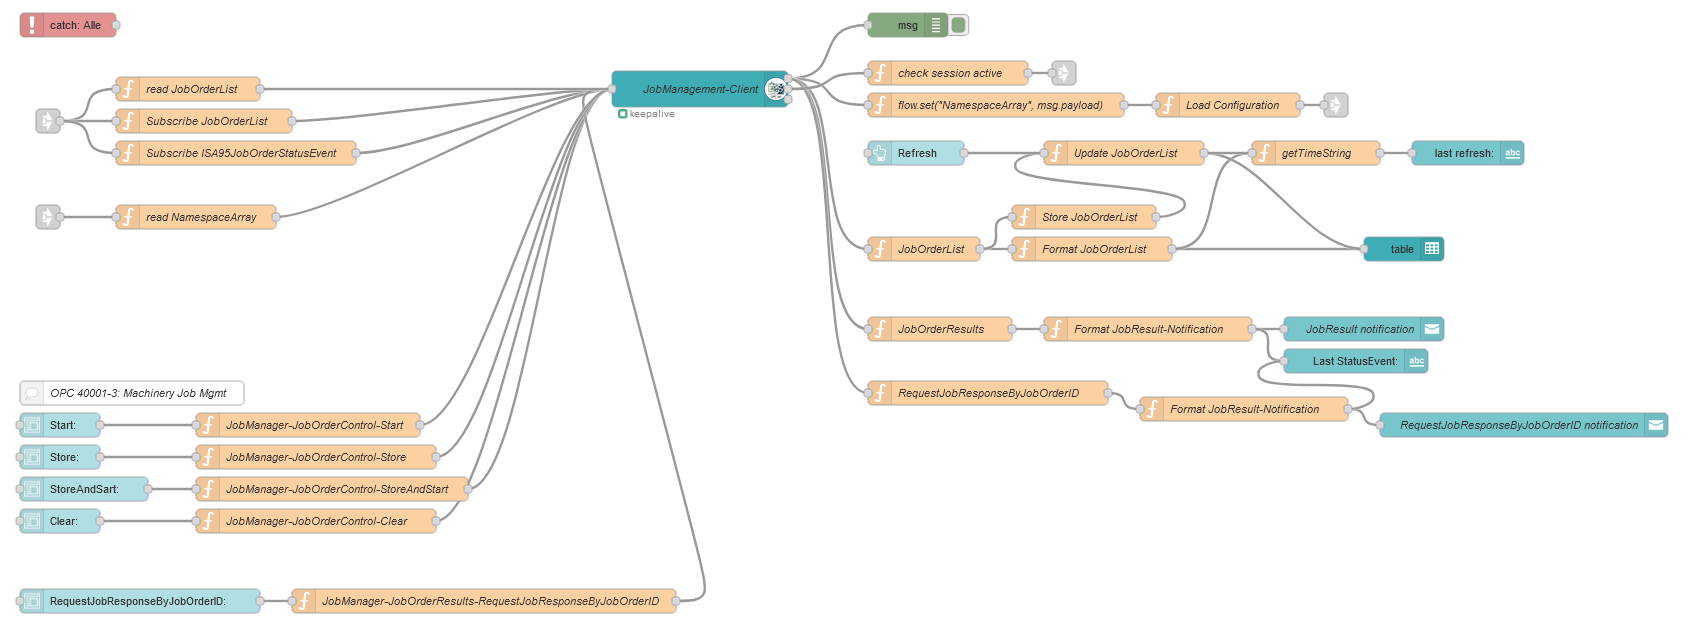 catch: Alle
msg
check session active
read JobOrderList
JobManagement-Client
flow.set("NamespaceArray", msg.payload)
Load Configuration
keepalive
Subscribe JobOrderList
Subscribe ISA95JobOrderStatusEvent
Refresh
Update JobOrderList
getTimeString
last refresh:
abc
read NamespaceArray
Store JobOrderList
JobOrderList
Format JobOrderList
table
JobOrderResults
Format JobResult-Notification
JobResult notification
Last StatusEvent:
abc
OPC 40001-3: Machinery Job Mgmt
RequestJobResponseByJobOrderID
Format JobResult-Notification
Start:
JobManager-JobOrderControl-Start
RequestJobResponseByJobOrderID notification
Store:
JobManager-JobOrderControl-Store
StoreAndSart:
JobManager-JobOrderControl-StoreAndStart
Clear:
JobManager-JobOrderControl-Clear
RequestJobResponseByJobOrderID:
JobManager-JobOrderResults-RequestJobResponseByJobOrderID